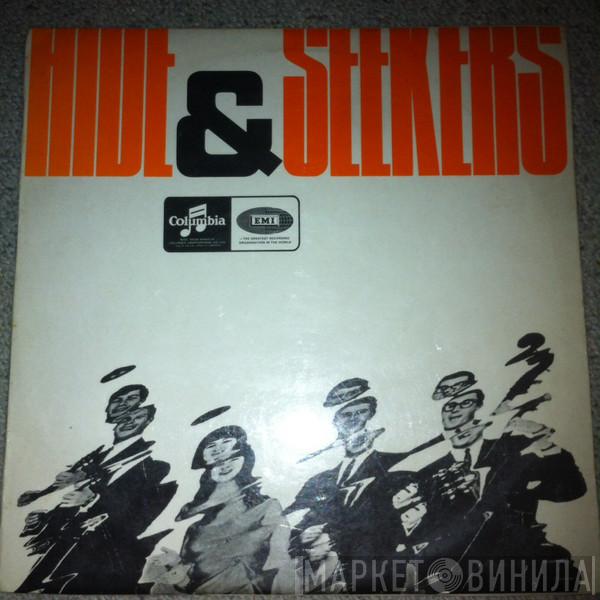 HIDE & SEEKERS
Columbia
EMI
THE GREATEST RECORDING
ORGANISATION IN THE WORLD
МАРКЕТ ВИНИЛА